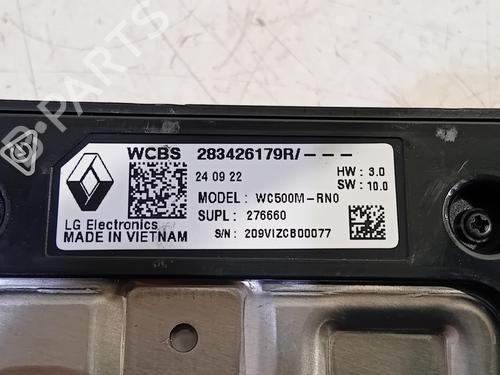 B-PARTS
WCBS 283426179R/---
24 09 22
HW : 3.0
SW : 10.0
MODEL : WC500M-RN0
SUPL : 276660
LG Electronics
MADE IN VIETNAM
S/N : 209VIZCB00077